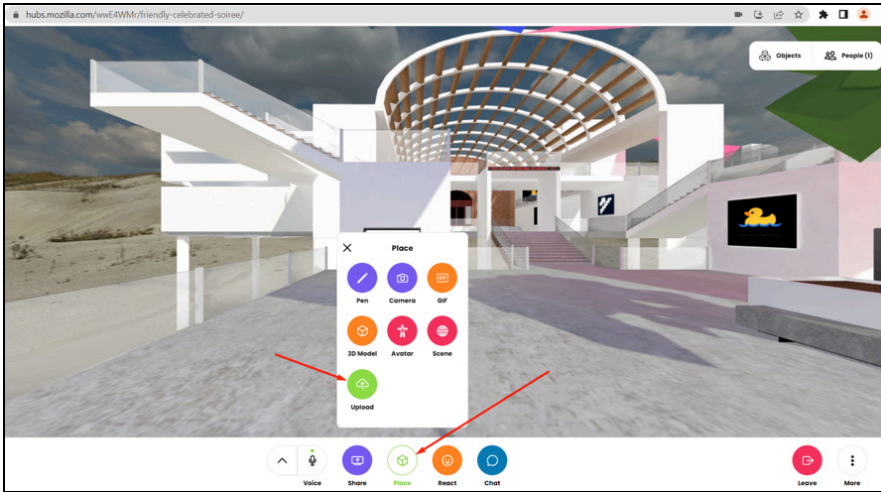 hubs.mozilla.com/wwE4WMr/friendly-celebrated-soiree/
Objects People (1)
Place
Pen Camera GIF
GIF
3D Model Avatar Scene
Upload
Voice Share Place React Chat Leave More